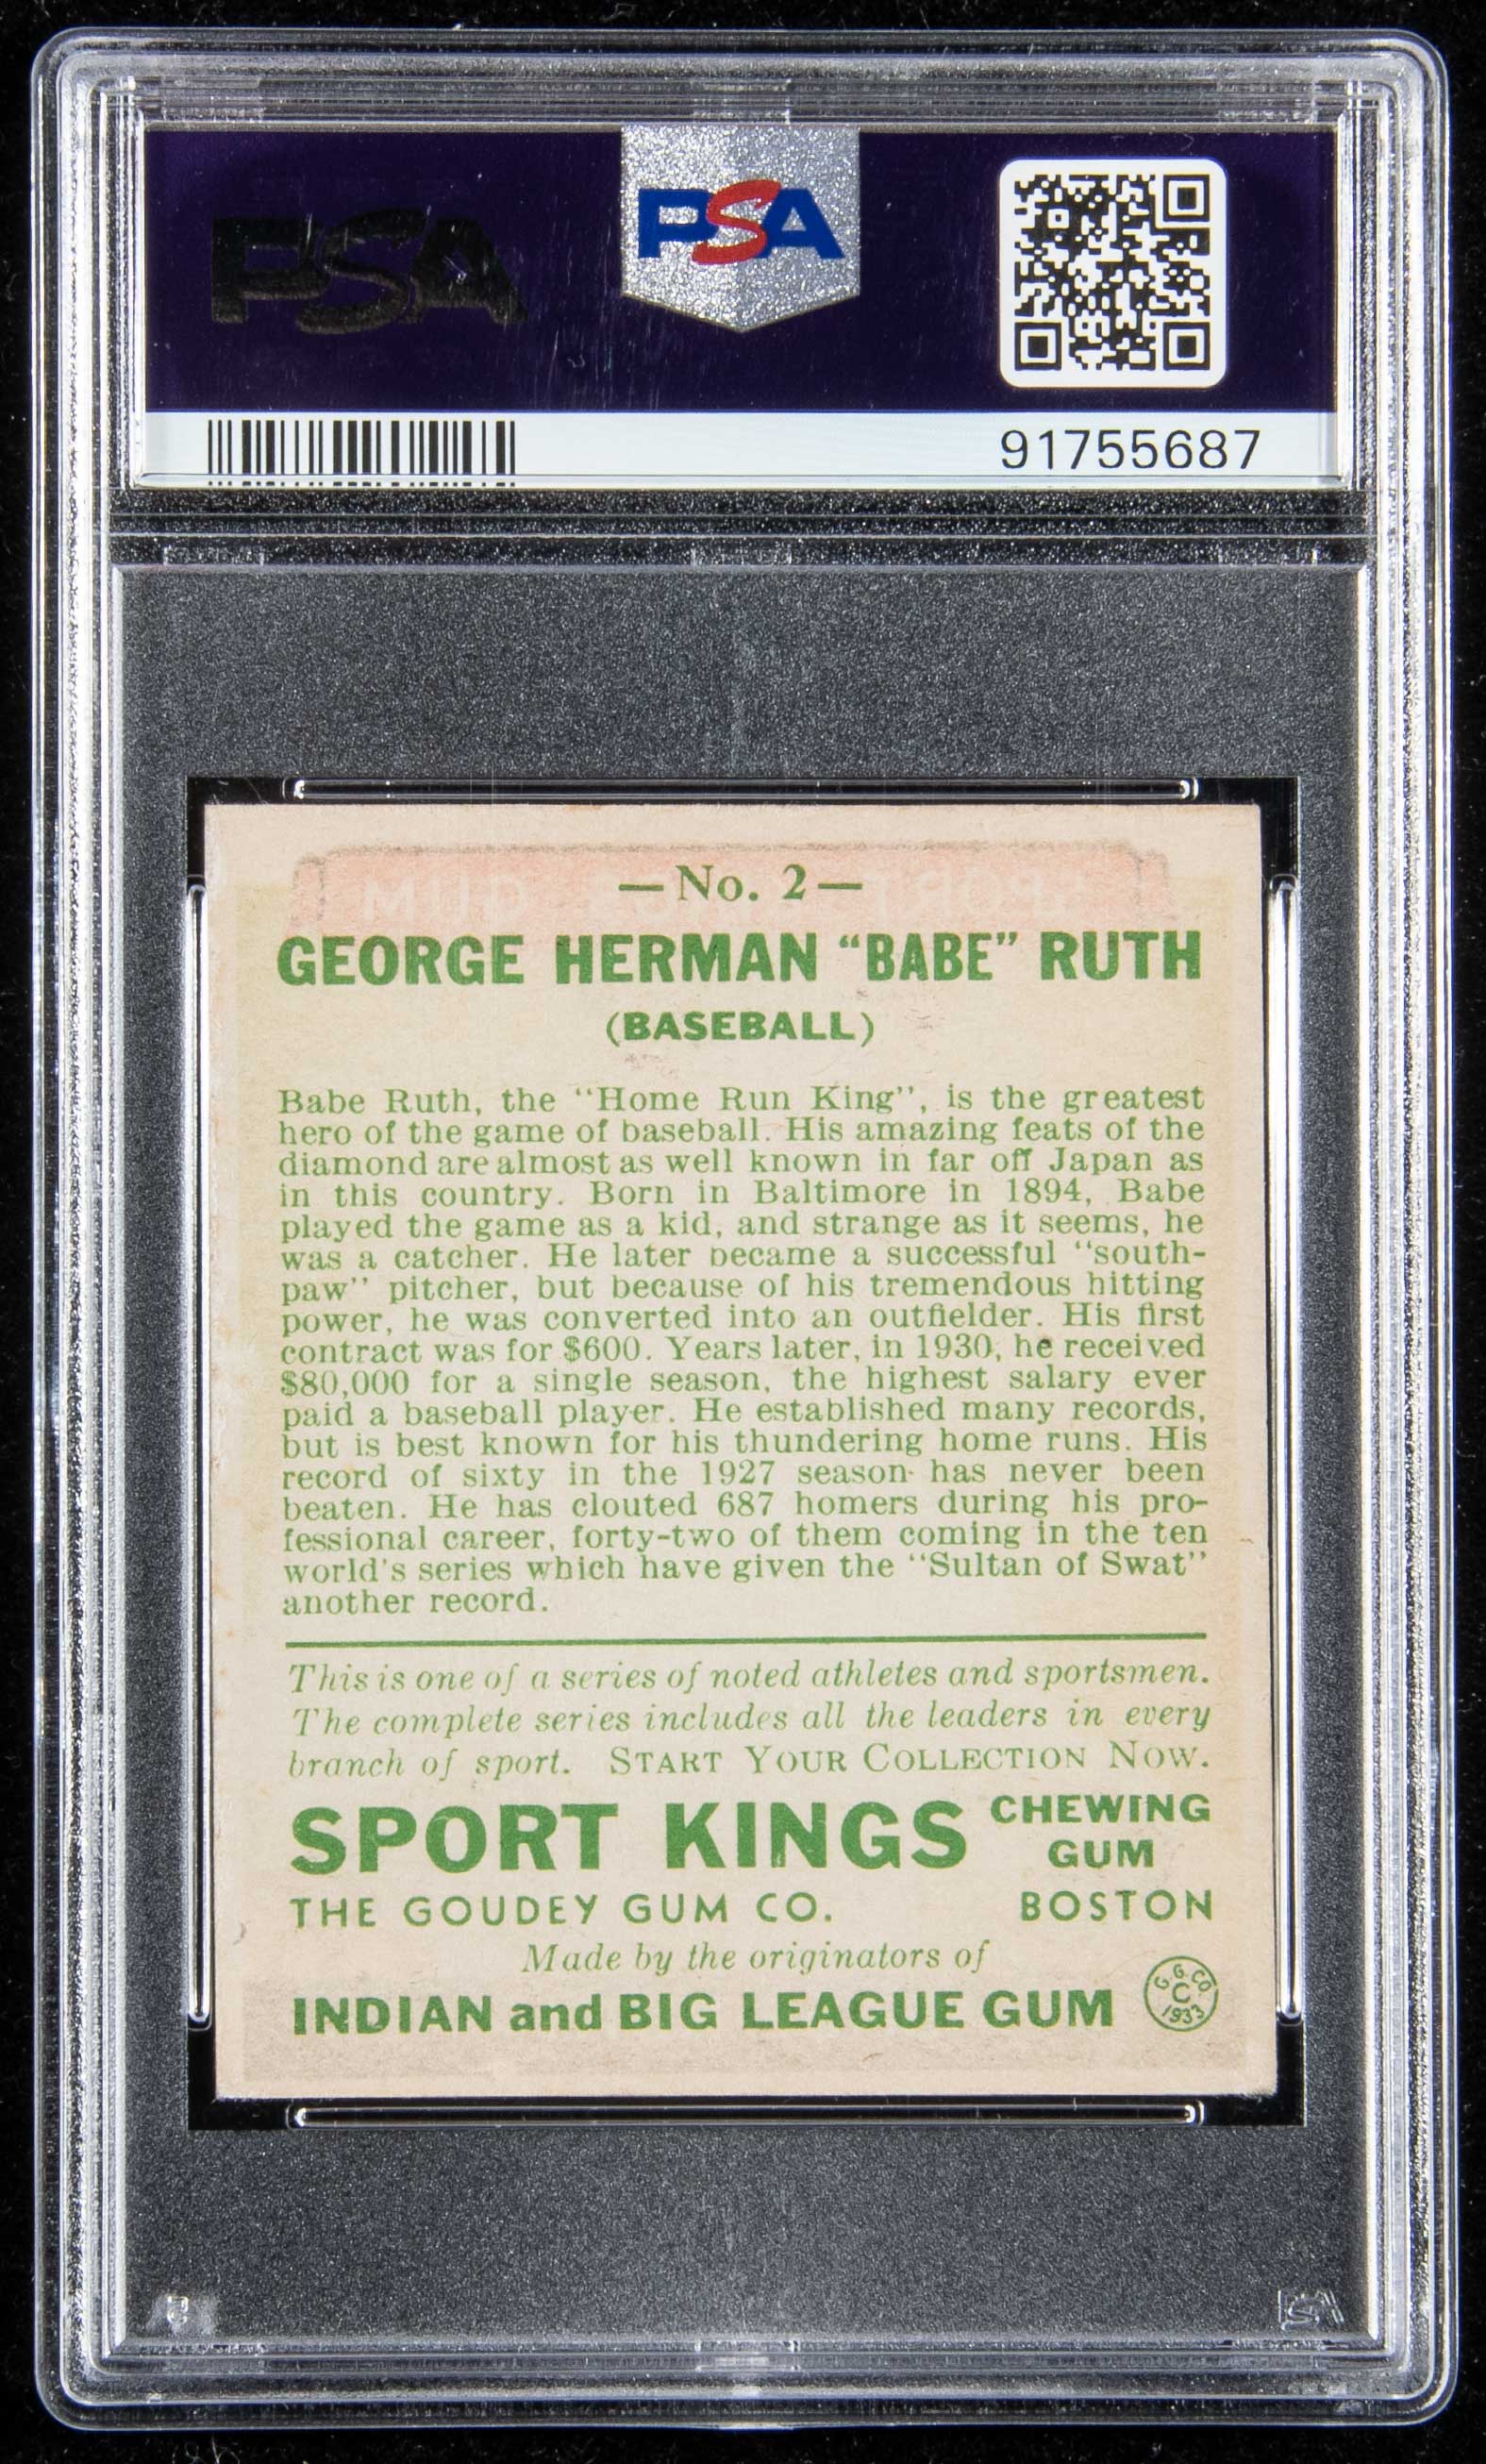 PSA
PSA
91755687
—No. 2—
GEORGE HERMAN “BABE” RUTH
(BASEBALL)
Babe Ruth, the “Home Run King”, is the greatest
hero of the game of baseball. His amazing feats of the
diamond are almost as well known in far off Japan as
in this country. Born in Baltimore in 1894, Babe
played the game as a kid, and strange as it seems, he
was a catcher. He later became a successful “south-
paw” pitcher, but because of his tremendous hitting
power, he was converted into an outfielder. His first
contract was for $600. Years later, in 1930, he received
$80,000 for a single season, the highest salary ever
paid a baseball player. He established many records,
but is best known for his thundering home runs. His
record of sixty in the 1927 season has never been
beaten. He has clouted 687 homers during his pro-
fessional career, forty-two of them coming in the ten
world's series which have given the “Sultan of Swat”
another record.
This is one of a series of noted athletes and sportsmen.
The complete series includes all the leaders in every
branch of sport. START YOUR COLLECTION NOW.
SPORT KINGS CHEWING GUM
THE GOUDEY GUM CO. BOSTON
Made by the originators of
INDIAN and BIG LEAGUE GUM
G.G.CO.
C
1933
PSA